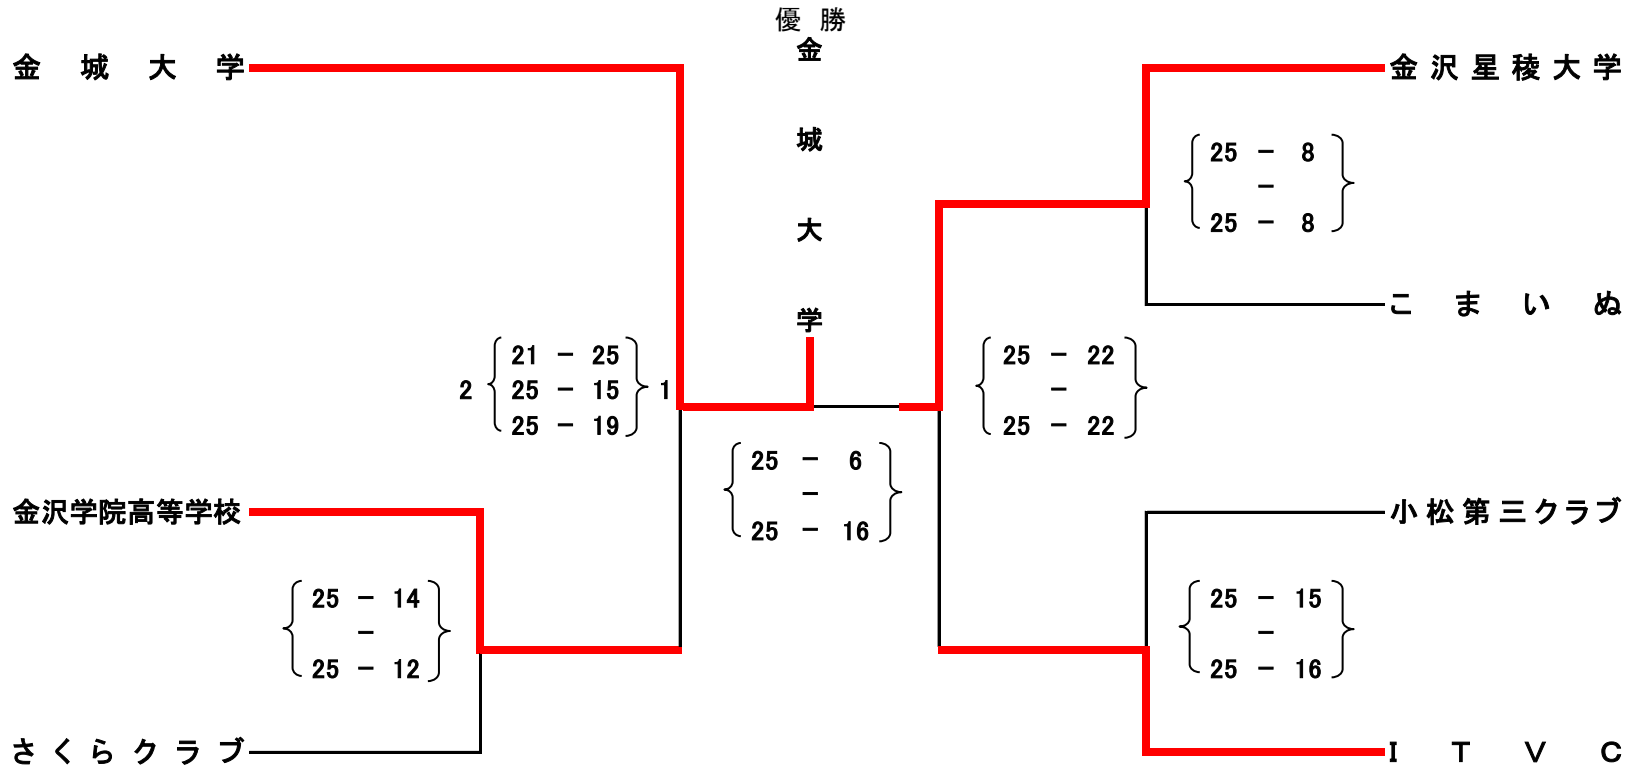 優勝
金城大学
金城大学
2
21 － 25
25 － 15
25 － 19
1
金沢学院高等学校
25 － 14
－
25 － 12
さくらクラブ
25 － 6
－
25 － 16
金沢星稜大学
25 － 8
－
25 － 8
こまいぬ
25 － 22
－
25 － 22
小松第三クラブ
25 － 15
－
25 － 16
ＩＴＶＣ